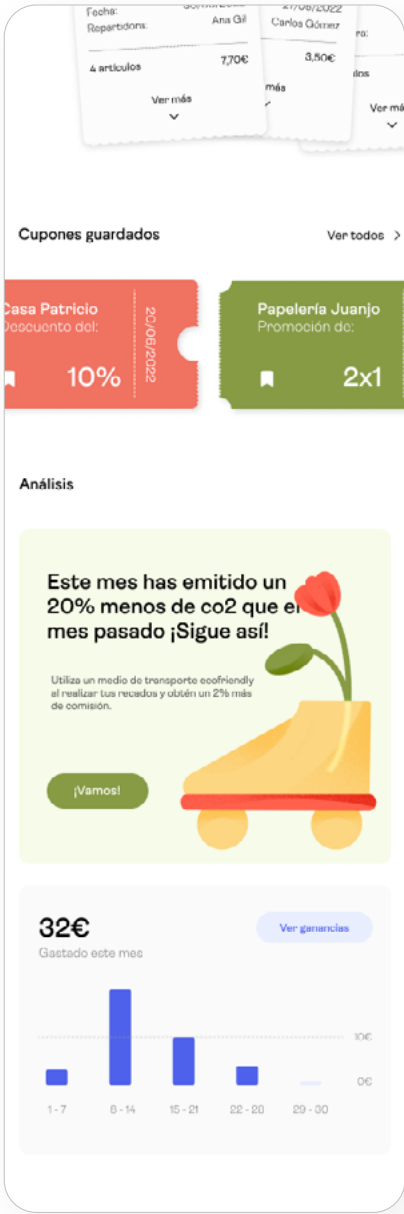 Fecha:
Repartidora:
Ana Gil
4 artículos
7,70€
Ver más
27/06/2022
Carlos Gómez
3,50€
más
Ver má
Cupones guardados
Ver todos
Casa Patricio
Descuento del:
10%
20/06/2022
Papelería Juanjo
Promoción de:
2x1
Análisis
Este mes has emitido un
20% menos de co2 que el
mes pasado ¡Sigue así!
Utiliza un medio de transporte ecofriendly
al realizar tus recados y obtén un 2% más
de comisión.
¡Vamos!
32€
Ver ganancias
Gastado este mes
10€
0€
1 - 7
8 - 14
15 - 21
22 - 28
29 - 30